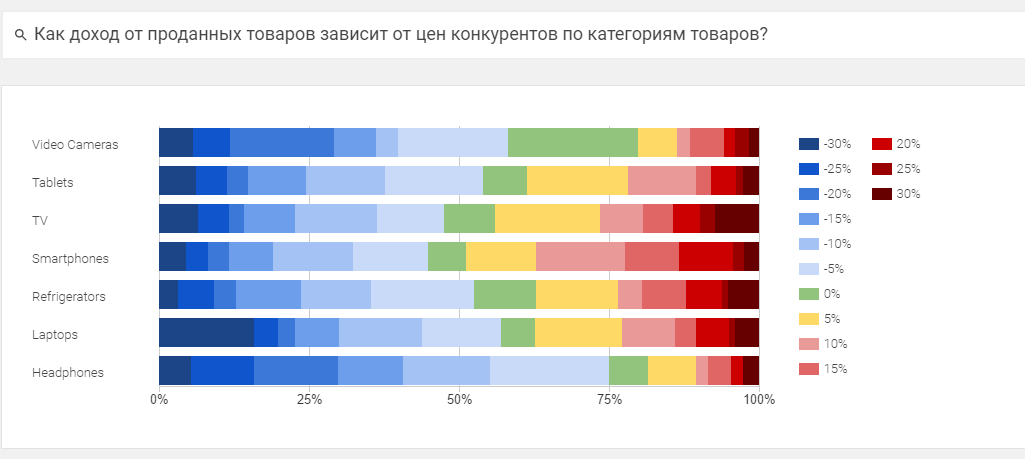 Как доход от проданных товаров зависит от цен конкурентов по категориям товаров?
Video Cameras
Tablets
TV
Smartphones
Refrigerators
Laptops
Headphones
0% 25% 50% 75% 100%
-30% 20%
-25% 25%
-20% 30%
-15%
-10%
-5%
0%
5%
10%
15%